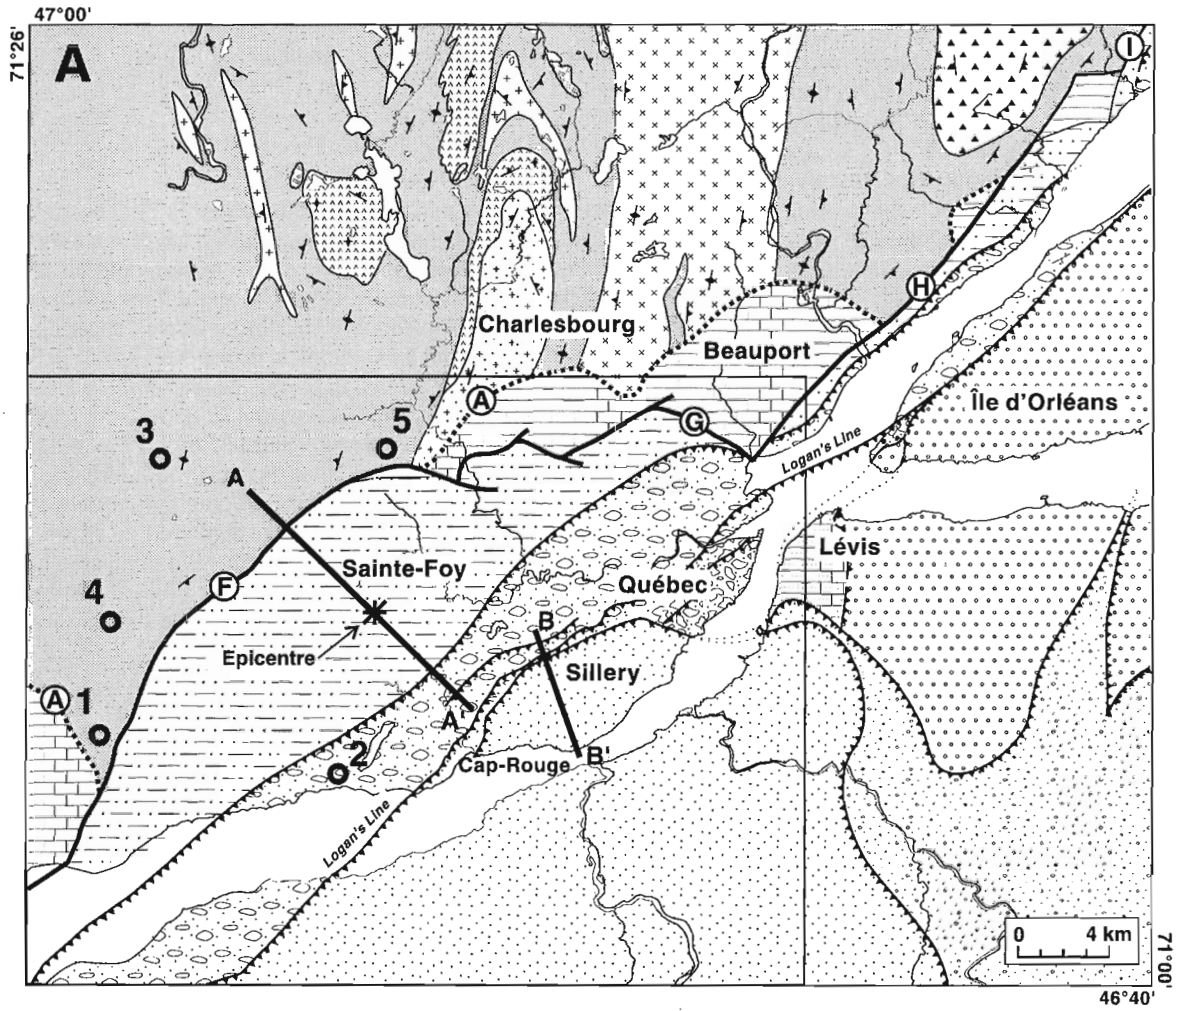 47°00'
71°26'
A
I
H
Charlesbourg
Beauport
A
Île d'Orléans
G
5
3
A
Logan's Line
Lévis
Sainte-Foy
F
Québec
4
B
Epicentre
Sillery
A
1
A'
2
Cap-Rouge
B'
Logan's Line
0 4 km
71°00'
46°40'